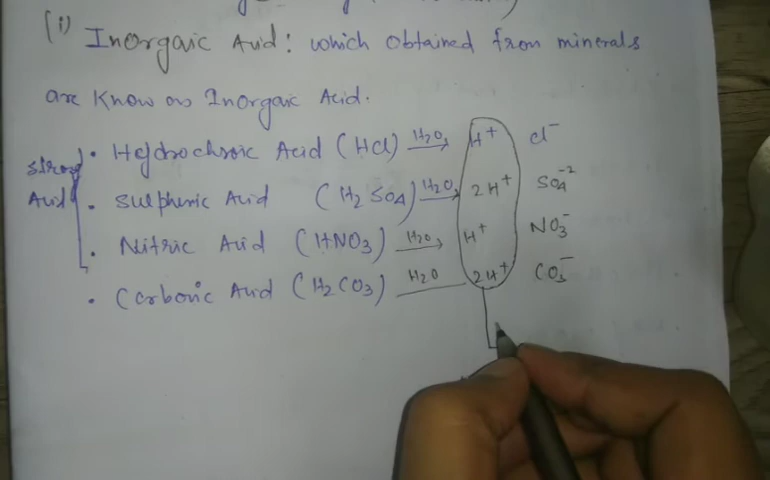 (i) Inorgaic Acid: which obtained from minerals
are Know as Inorgaic Acid.
• Hydrochroic Acid (HCl) H2O→ H+ Cl-
strong
Acid
• Sulphuric Acid (H2SO4) H2O→ 2H+ SO4-2
• Nitric Acid (HNO3) H2O→ H+ NO3-
• Carbonic Acid (H2CO3) H2O 2H+ CO3-